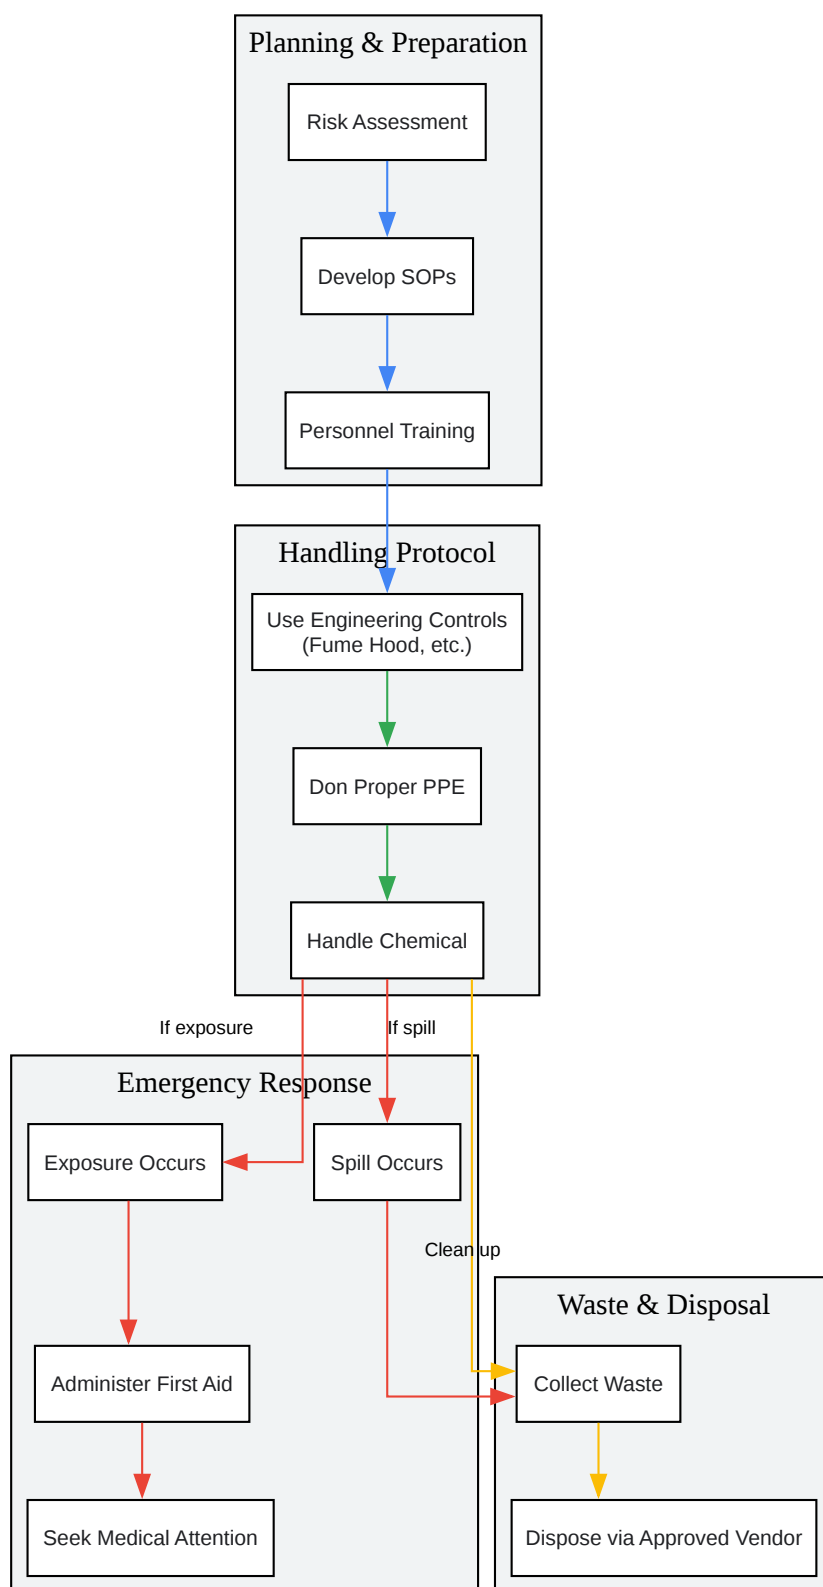 Planning & Preparation
Risk Assessment
Develop SOPs
Personnel Training
Handling Protocol
Use Engineering Controls
(Fume Hood, etc.)
Don Proper PPE
Handle Chemical
If exposure
If spill
Emergency Response
Exposure Occurs
Spill Occurs
Clean up
Waste & Disposal
Administer First Aid
Collect Waste
Seek Medical Attention
Dispose via Approved Vendor